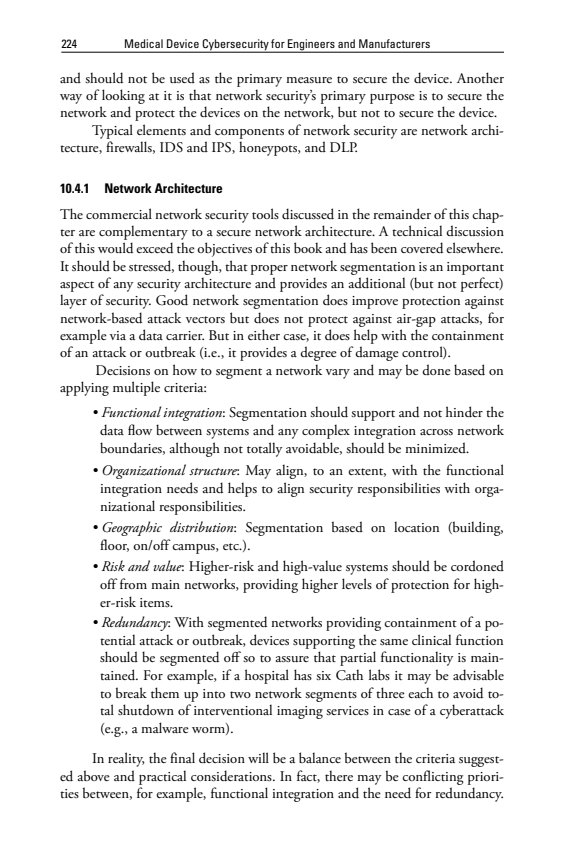 224 Medical Device Cybersecurity for Engineers and Manufacturers
and should not be used as the primary measure to secure the device. Another
way of looking at it is that network security's primary purpose is to secure the
network and protect the devices on the network, but not to secure the device.
Typical elements and components of network security are network archi-
tecture, firewalls, IDS and IPS, honeypots, and DLP.
10.4.1 Network Architecture
The commercial network security tools discussed in the remainder of this chap-
ter are complementary to a secure network architecture. A technical discussion
of this would exceed the objectives of this book and has been covered elsewhere.
It should be stressed, though, that proper network segmentation is an important
aspect of any security architecture and provides an additional (but not perfect)
layer of security. Good network segmentation does improve protection against
network-based attack vectors but does not protect against air-gap attacks, for
example via a data carrier. But in either case, it does help with the containment
of an attack or outbreak (i.e., it provides a degree of damage control).
Decisions on how to segment a network vary and may be done based on
applying multiple criteria:
• Functional integration: Segmentation should support and not hinder the
data flow between systems and any complex integration across network
boundaries, although not totally avoidable, should be minimized.
• Organizational structure: May align, to an extent, with the functional
integration needs and helps to align security responsibilities with orga-
nizational responsibilities.
• Geographic distribution: Segmentation based on location (building,
floor, on/off campus, etc.).
• Risk and value: Higher-risk and high-value systems should be cordoned
off from main networks, providing higher levels of protection for high-
er-risk items.
• Redundancy: With segmented networks providing containment of a po-
tential attack or outbreak, devices supporting the same clinical function
should be segmented off so to assure that partial functionality is main-
tained. For example, if a hospital has six Cath labs it may be advisable
to break them up into two network segments of three each to avoid to-
tal shutdown of interventional imaging services in case of a cyberattack
(e.g., a malware worm).
In reality, the final decision will be a balance between the criteria suggest-
ed above and practical considerations. In fact, there may be conflicting priori-
ties between, for example, functional integration and the need for redundancy.